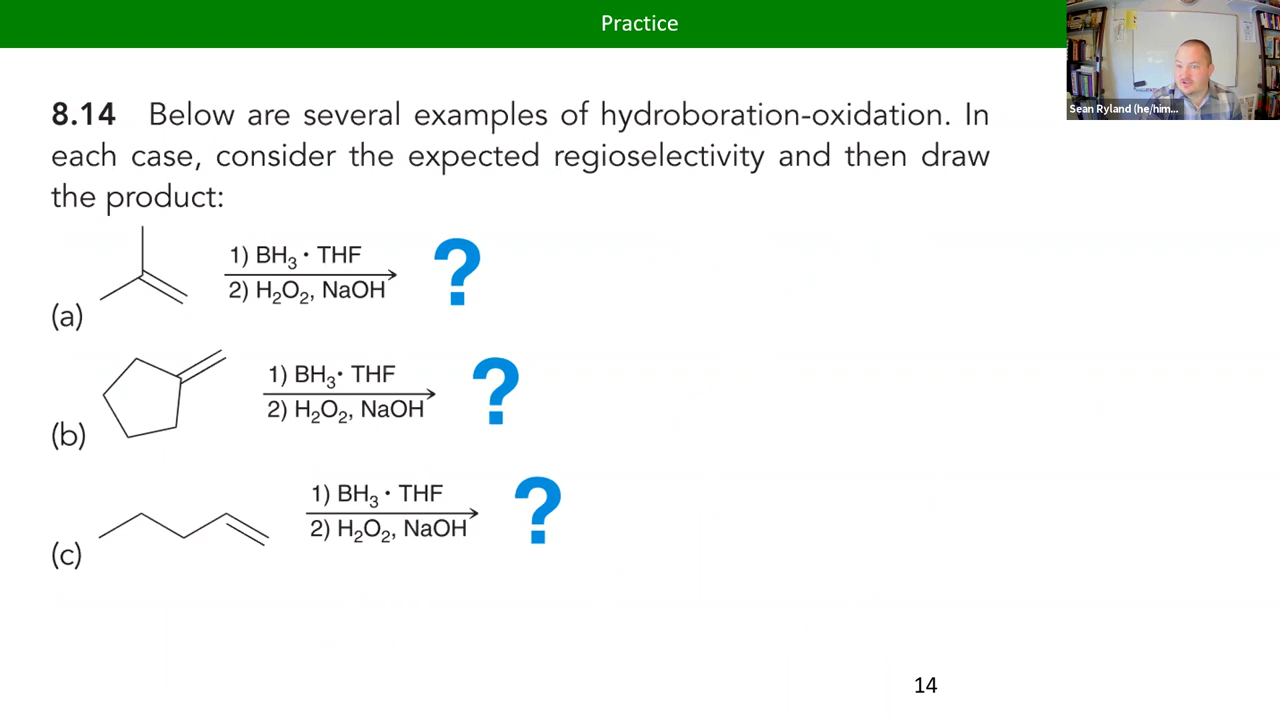 Practice
Sean Ryland (he/him...
8.14 Below are several examples of hydroboration-oxidation. In
each case, consider the expected regioselectivity and then draw
the product:
(a)
1) BH₃ · THF
2) H₂O₂, NaOH
?
(b)
1) BH₃· THF
2) H₂O₂, NaOH
?
(c)
1) BH₃ · THF
2) H₂O₂, NaOH
?
14